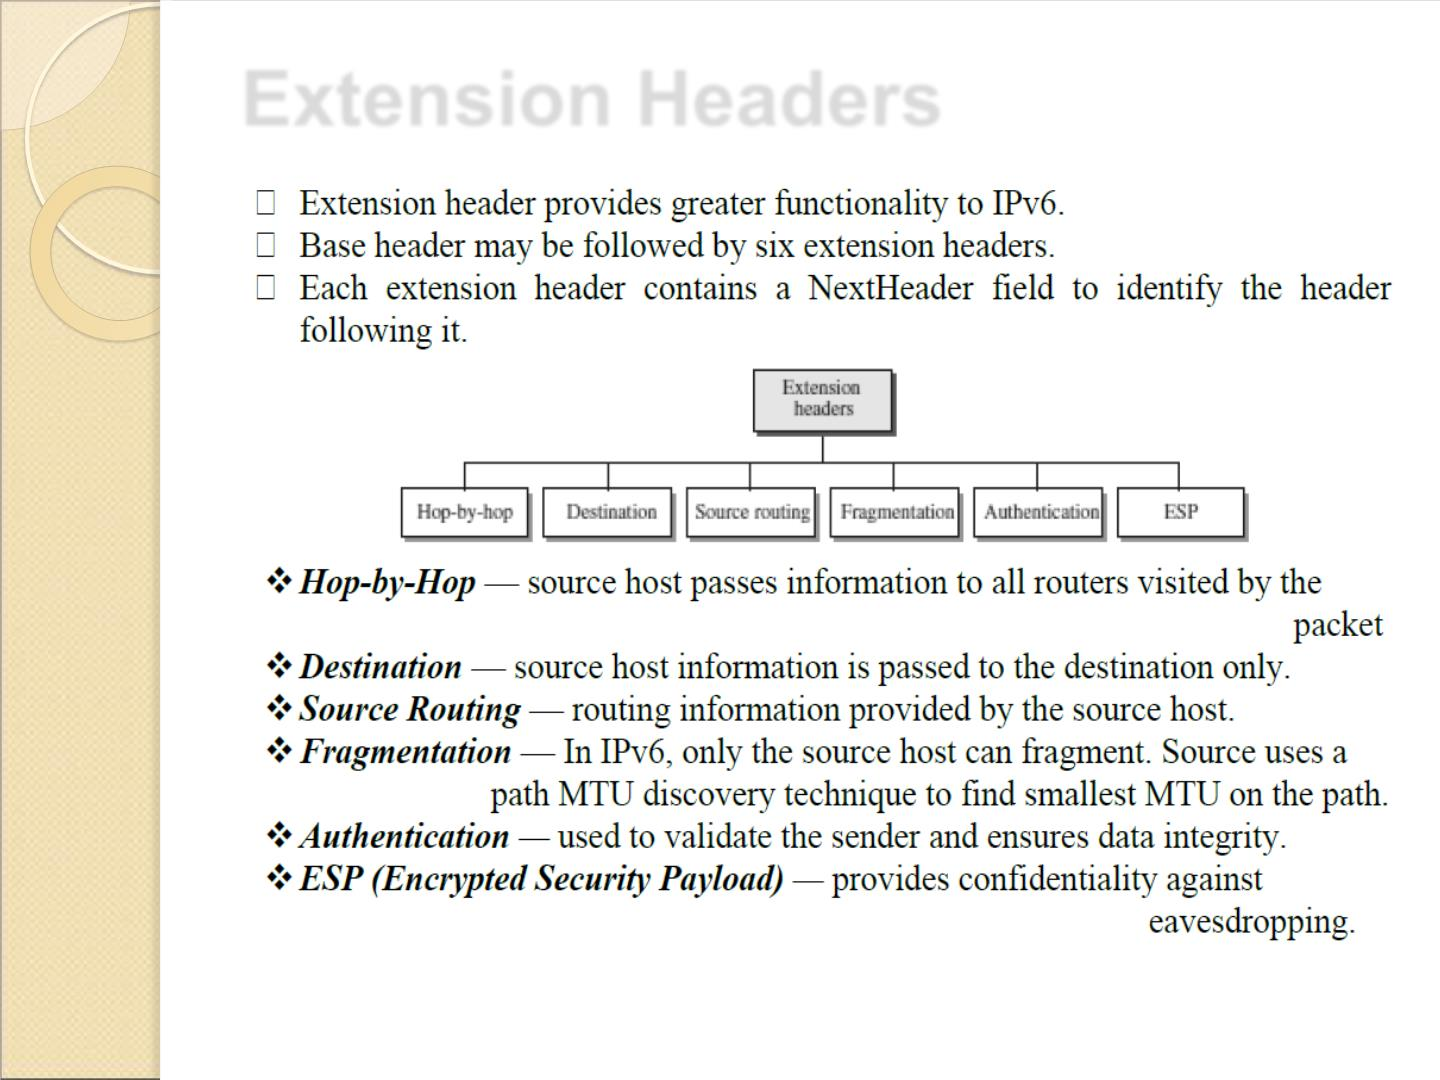 Extension Headers
Extension header provides greater functionality to IPv6.
Base header may be followed by six extension headers.
Each extension header contains a NextHeader field to identify the header
following it.
Extension
headers
Hop-by-hop Destination Source routing Fragmentation Authentication ESP
❖ Hop-by-Hop — source host passes information to all routers visited by the
packet
❖ Destination — source host information is passed to the destination only.
❖ Source Routing — routing information provided by the source host.
❖ Fragmentation — In IPv6, only the source host can fragment. Source uses a
path MTU discovery technique to find smallest MTU on the path.
❖ Authentication — used to validate the sender and ensures data integrity.
❖ ESP (Encrypted Security Payload) — provides confidentiality against
eavesdropping.